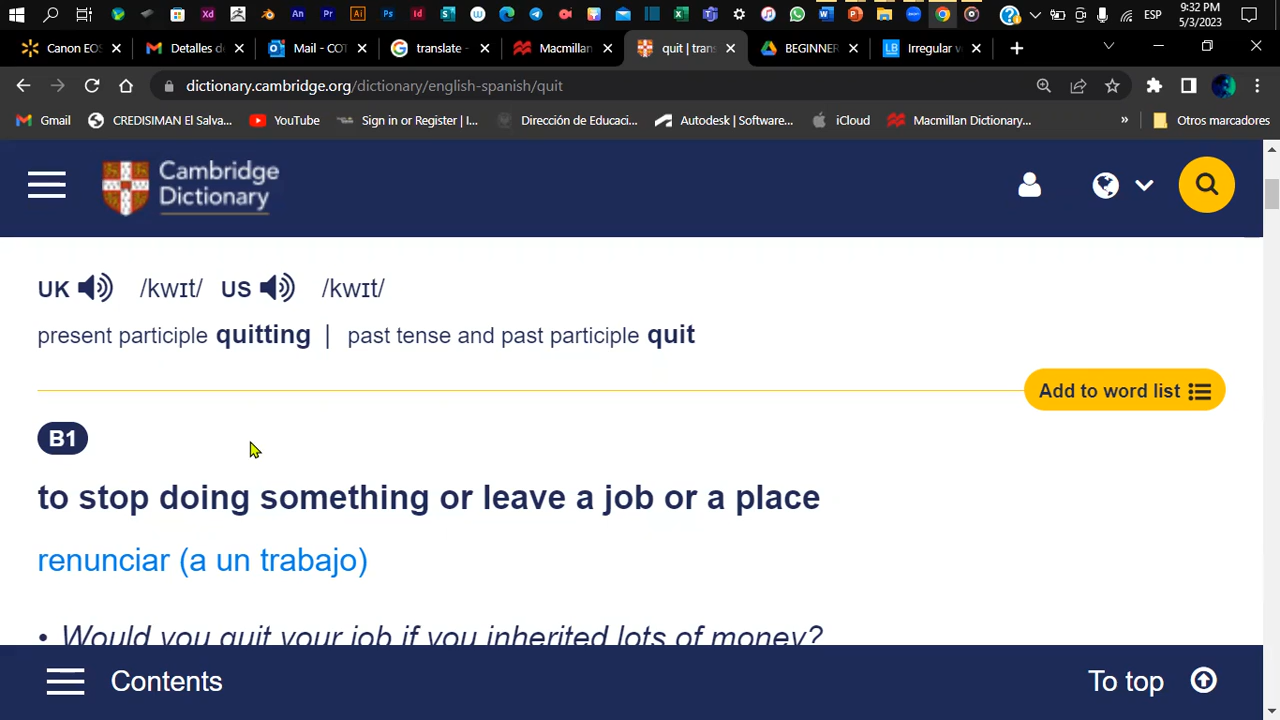 9:32 PM
ESP
5/3/2023
Canon EOS
Detalles de
Mail - COT
translate -
Macmillan
quit | trans
BEGINNER
Irregular v
dictionary.cambridge.org/dictionary/english-spanish/quit
Gmail
CREDISIMAN El Salva...
YouTube
Sign in or Register | I...
Dirección de Educaci...
Autodesk | Software...
iCloud
Macmillan Dictionary...
»
Otros marcadores
Cambridge
Dictionary
UK /kwɪt/ US /kwɪt/
present participle quitting | past tense and past participle quit
Add to word list
B1
to stop doing something or leave a job or a place
renunciar (a un trabajo)
• Would you quit your job if you inherited lots of money?
Contents
To top